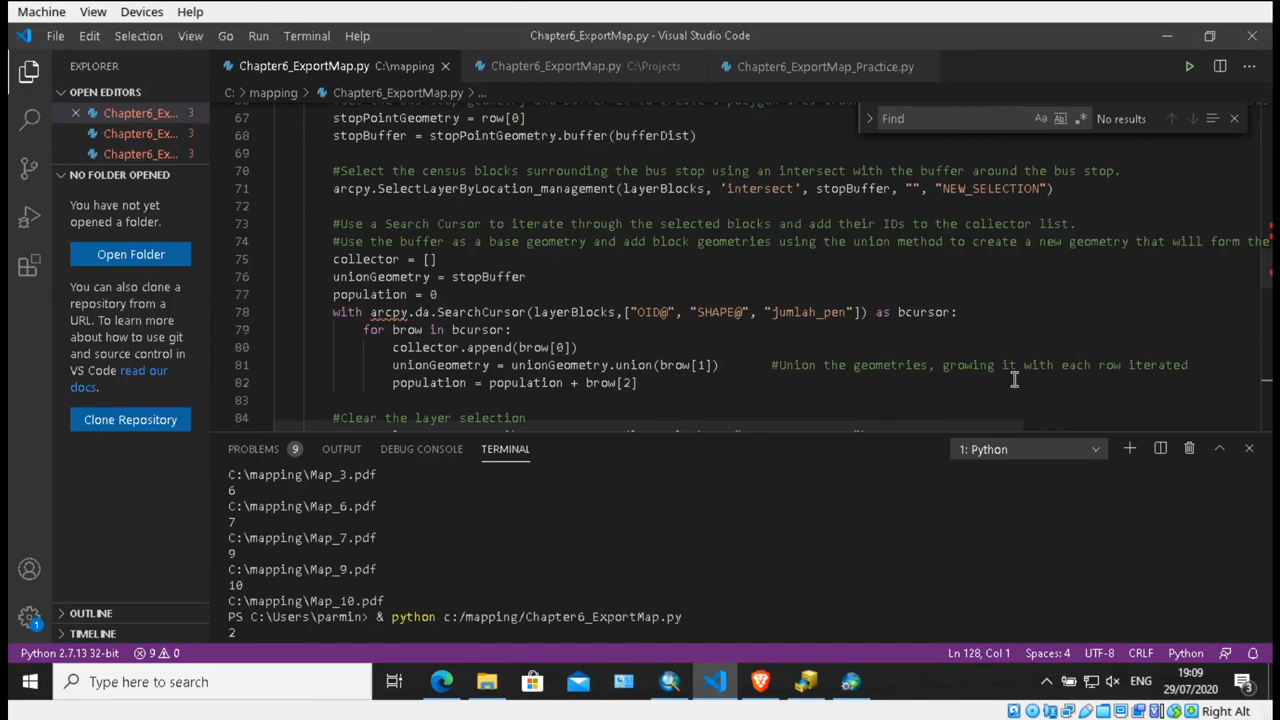 Machine View Devices Help
File Edit Selection View Go Run Terminal Help Chapter6_ExportMap.py - Visual Studio Code
EXPLORER
Chapter6_ExportMap.py C:\mapping
Chapter6_ExportMap.py C:\Projects
Chapter6_ExportMap_Practice.py
OPEN EDITORS
C: > mapping > Chapter6_ExportMap.py > ...
Chapter6_Ex... 3
Chapter6_Ex... 3
Chapter6_Ex... 3
NO FOLDER OPENED
You have not yet
opened a folder.
Open Folder
You can also clone a
repository from a
URL. To learn more
about how to use git
and source control in
VS Code read our
docs.
Clone Repository
OUTLINE
TIMELINE
Find Aa Abl No results
67 stopPointGeometry = row[0]
68 stopBuffer = stopPointGeometry.buffer(bufferDist)
69
70 #Select the census blocks surrounding the bus stop using an intersect with the buffer around the bus stop.
71 arcpy.SelectLayerByLocation_management(layerBlocks, 'intersect', stopBuffer, "", "NEW_SELECTION")
72
73 #Use a Search Cursor to iterate through the selected blocks and add their IDs to the collector list.
74 #Use the buffer as a base geometry and add block geometries using the union method to create a new geometry that will form the
75 collector = []
76 unionGeometry = stopBuffer
77 population = 0
78 with arcpy.da.SearchCursor(layerBlocks,["OID@", "SHAPE@", "jumlah_pen"]) as bcursor:
79 for brow in bcursor:
80 collector.append(brow[0])
81 unionGeometry = unionGeometry.union(brow[1]) #Union the geometries, growing it with each row iterated
82 population = population + brow[2]
83
84 #Clear the layer selection
PROBLEMS 9 OUTPUT DEBUG CONSOLE TERMINAL 1: Python
C:\mapping\Map_3.pdf
6
C:\mapping\Map_6.pdf
7
C:\mapping\Map_7.pdf
9
C:\mapping\Map_9.pdf
10
C:\mapping\Map_10.pdf
PS C:\Users\parmin> & python c:/mapping/Chapter6_ExportMap.py
2
Python 2.7.13 32-bit 9 0 Ln 128, Col 1 Spaces: 4 UTF-8 CRLF Python
Type here to search
ENG
19:09
29/07/2020
3
Right Alt